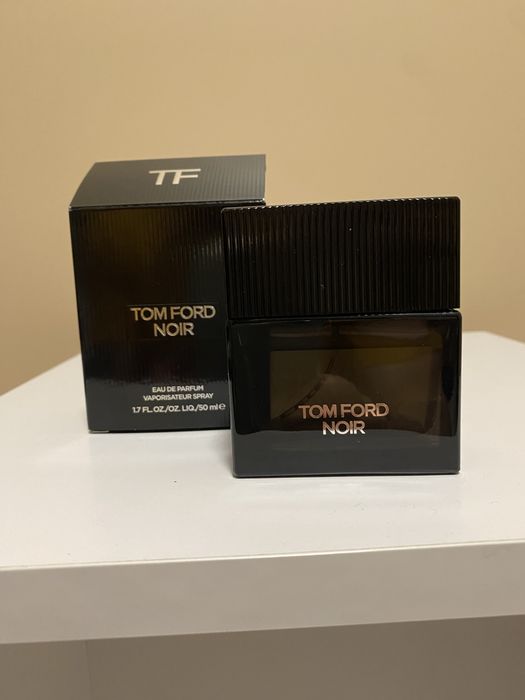 TF
TOM FORD
NOIR
EAU DE PARFUM
VAPORISATEUR SPRAY
1.7 FL.OZ./OZ. LIQ./50 ml e
TOM FORD
NOIR